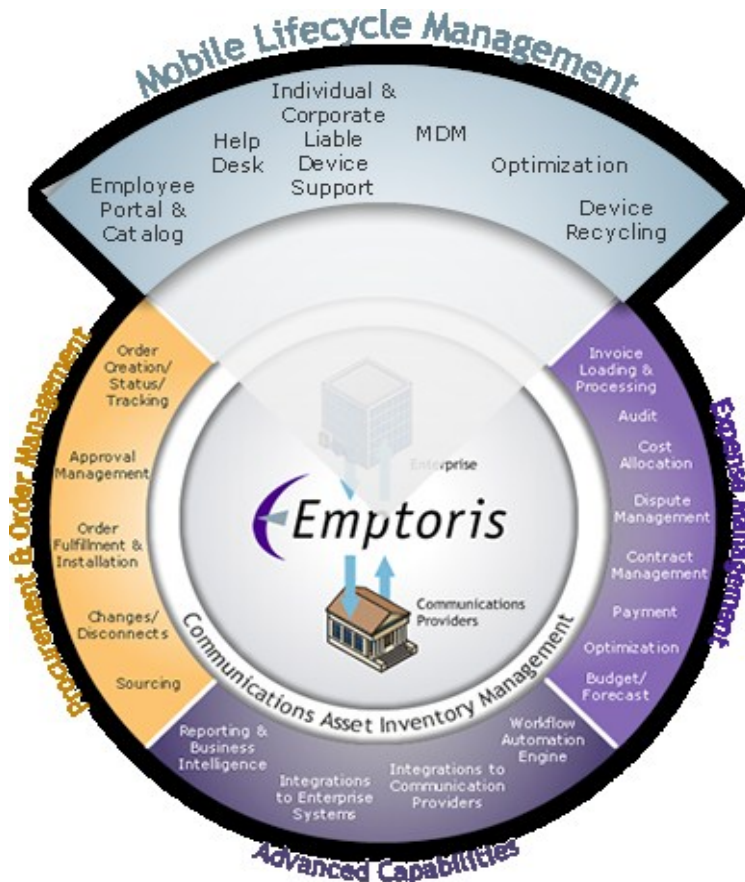 Mobile Lifecycle Management
Individual &
Corporate
Liable
Device
Support
Help
Desk
MDM
Optimization
Employee
Portal &
Catalog
Device
Recycling
Procurement & Order Management
Order
Creation/
Status/
Tracking
Approval
Management
Order
Fulfillment &
Installation
Changes/
Disconnects
Sourcing
Expense Management
Invoice
Loading &
Processing
Audit
Cost
Allocation
Dispute
Management
Contract
Management
Payment
Optimization
Budget/
Forecast
Enterprise
Emptoris
Communications
Providers
Communications Asset Inventory Management
Reporting &
Business
Intelligence
Integrations
to Enterprise
Systems
Integrations to
Communication
Providers
Workflow
Automation
Engine
Advanced Capabilities